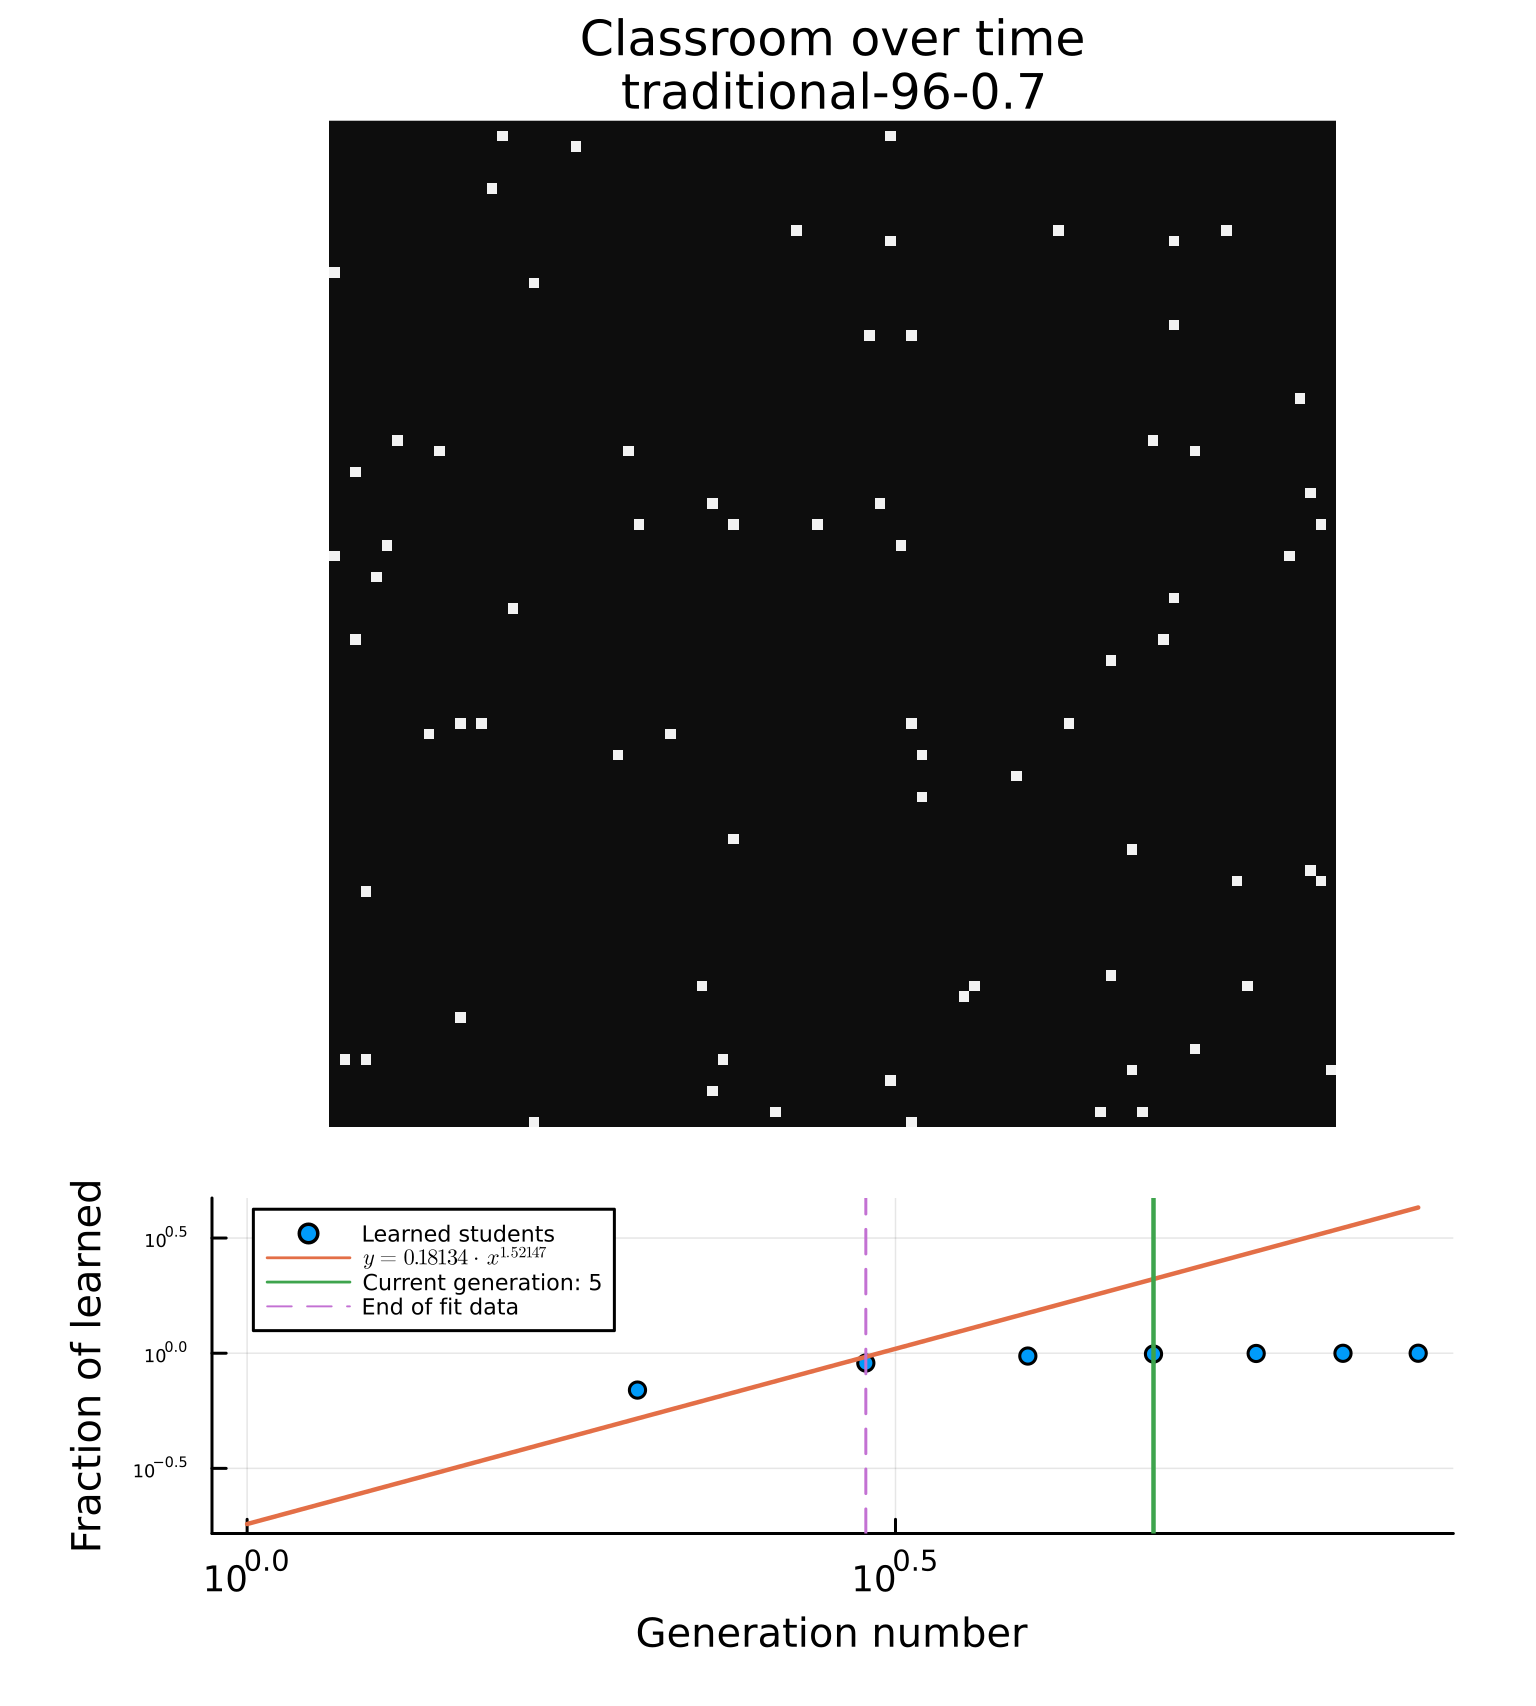 Classroom over time
traditional-96-0.7
Fraction of learned
10^0.5
10^0.0
10^−0.5
Learned students
y = 0.18134 · x^1.52147
Current generation: 5
End of fit data
10^0.0
10^0.5
Generation number